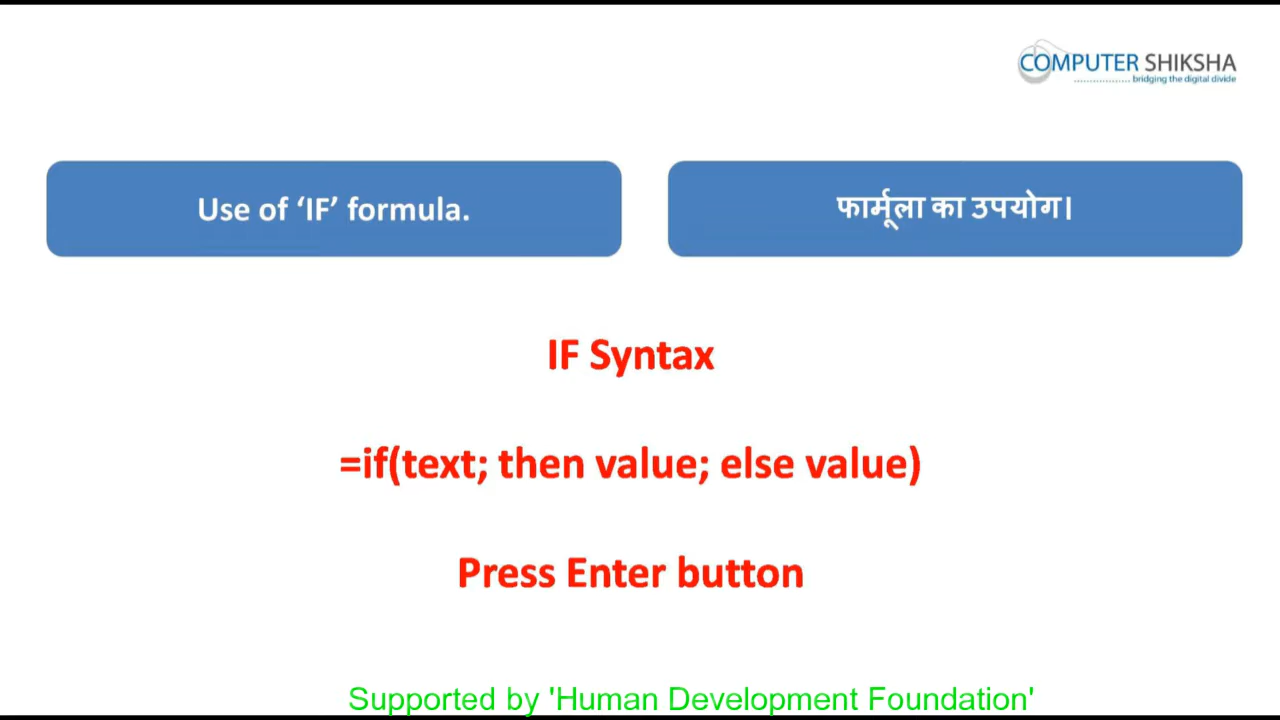 COMPUTER SHIKSHA
bridging the digital divide
Use of ‘IF’ formula.
फार्मूला का उपयोग।
IF Syntax
=if(text; then value; else value)
Press Enter button
Supported by 'Human Development Foundation'